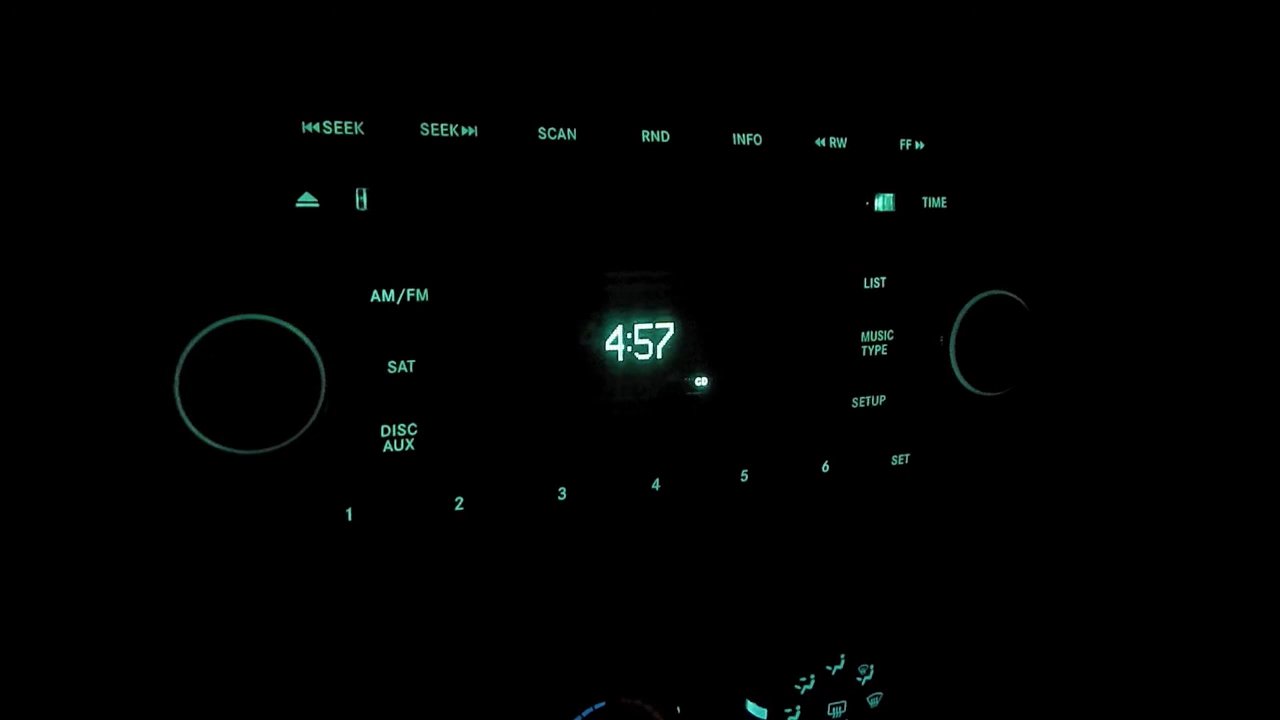 SEEK
SEEK
SCAN
RND
INFO
RW
FF
TIME
AM/FM
LIST
4:57
MUSIC
TYPE
SAT
CD
SETUP
DISC
AUX
SET
1
2
3
4
5
6